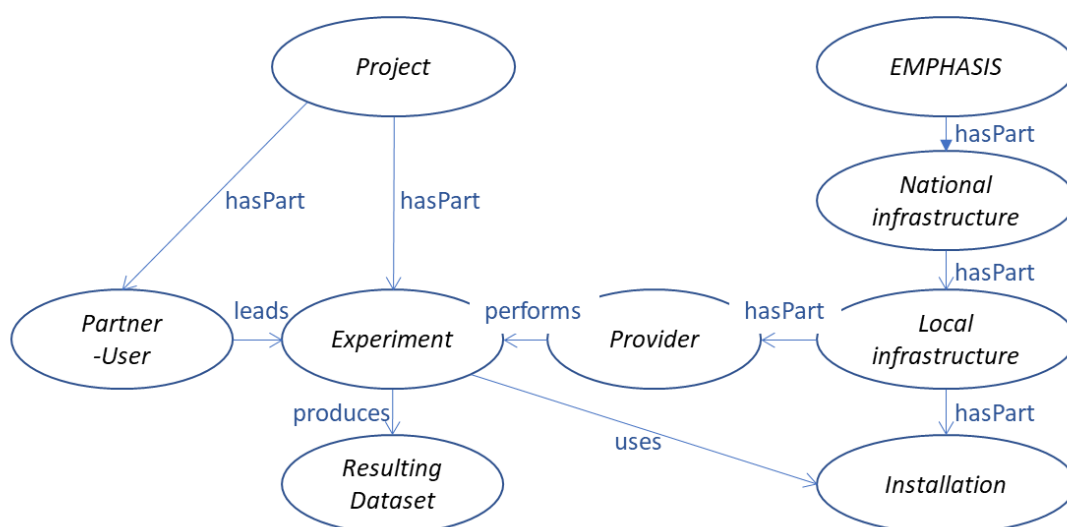 Project
EMPHASIS
hasPart
National
infrastructure
hasPart
hasPart
hasPart
Partner
-User
leads
Experiment
performs
Provider
hasPart
Local
infrastructure
produces
hasPart
uses
Resulting
Dataset
Installation